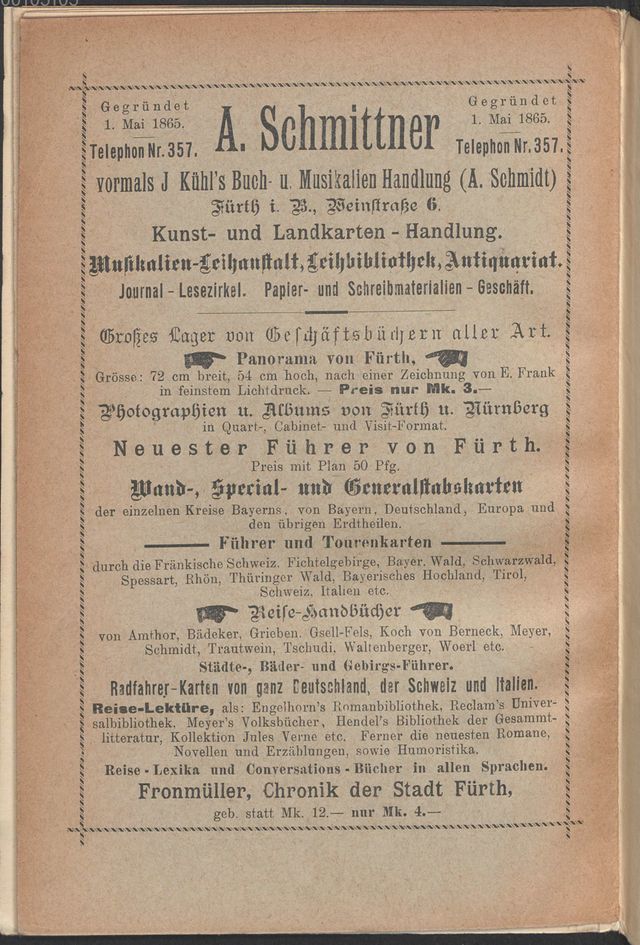 Gegründet
1. Mai 1865.
Telephon Nr. 357.
A. Schmittner
Gegründet
1. Mai 1865.
Telephon Nr. 357.
vormals J Kühl's Buch- u. Musikalien Handlung (A. Schmidt)
Fürth i. B., Weinstraße 6.
Kunst- und Landkarten - Handlung.
Musikalien-Leihanstalt, Leihbibliothek, Antiquariat.
Journal - Lesezirkel. Papier- und Schreibmaterialien - Geschäft.
Großes Lager von Geschäftsbüchern aller Art.
Panorama von Fürth,
Grösse: 72 cm breit, 54 cm hoch, nach einer Zeichnung von E. Frank
in feinstem Lichtdruck. — Preis nur Mk. 3.—
Photographien u. Albums von Fürth u. Nürnberg
in Quart-, Cabinet- und Visit-Format.
Neuester Führer von Fürth.
Preis mit Plan 50 Pfg.
Wand-, Special- und Generalstabskarten
der einzelnen Kreise Bayerns, von Bayern, Deutschland, Europa und
den übrigen Erdtheilen.
Führer und Tourenkarten
durch die Fränkische Schweiz, Fichtelgebirge, Bayer. Wald, Schwarzwald,
Spessart, Rhön, Thüringer Wald, Bayerisches Hochland, Tirol,
Schweiz, Italien etc.
Reise-Handbücher
von Amthor, Bädeker, Grieben, Gsell-Fels, Koch von Berneck, Meyer,
Schmidt, Trautwein, Tschudi, Waltenberger, Woerl etc.
Städte-, Bäder- und Gebirgs-Führer.
Radfahrer-Karten von ganz Deutschland, der Schweiz und Italien.
Reise-Lektüre, als: Engelhorn's Romanbibliothek, Reclam's Univer-
salbibliothek, Meyer's Volksbücher, Hendel's Bibliothek der Gesammt-
litteratur, Kollektion Jules Verne etc. Ferner die neuesten Romane,
Novellen und Erzählungen, sowie Humoristika.
Reise - Lexika und Conversations - Bücher in allen Sprachen.
Fronmüller, Chronik der Stadt Fürth,
geb. statt Mk. 12.— nur Mk. 4.—